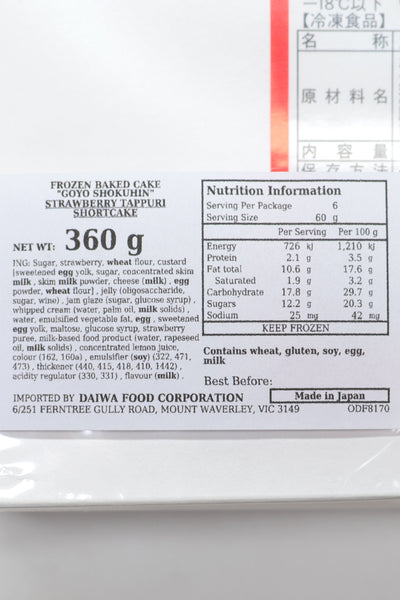 −18℃以下
【冷凍食品】
名 称
原 材 料 名
内 容 量
保 存 方 法
FROZEN BAKED CAKE
"GOYO SHOKUHIN"
STRAWBERRY TAPPURI
SHORTCAKE
NET WT: 360 g
ING: Sugar, strawberry, wheat flour, custard
[sweetened egg yolk, sugar, concentrated skim
milk , skim milk powder, cheese (milk) , egg
powder, wheat flour] , jelly (oligosaccharide,
sugar, wine) , jam glaze (sugar, glucose syrup) ,
whipped cream (water, palm oil, milk solids) ,
water, emulsified vegetable fat, egg , sweetened
egg yolk, maltose, glucose syrup, strawberry
puree, milk-based food product (water, rapeseed
oil, milk solids) , concentrated lemon juice,
colour (162, 160a) , emulsifier (soy) (322, 471,
473) , thickener (440, 415, 418, 410, 1442) ,
acidity regulator (330, 331) , flavour (milk) .
Nutrition Information
Serving Per Package 6
Serving Size 60 g
Per Serving Per 100 g
Energy 726 kj 1,210 kj
Protein 2.1 g 3.5 g
Fat total 10.6 g 17.6 g
Saturated 1.9 g 3.2 g
Carbohydrate 17.8 g 29.7 g
Sugars 12.2 g 20.3 g
Sodium 25 mg 42 mg
KEEP FROZEN
Contains wheat, gluten, soy, egg,
milk
Best Before:
Made in Japan
IMPORTED BY DAIWA FOOD CORPORATION
6/251 FERNTREE GULLY ROAD, MOUNT WAVERLEY, VIC 3149 ODF8170